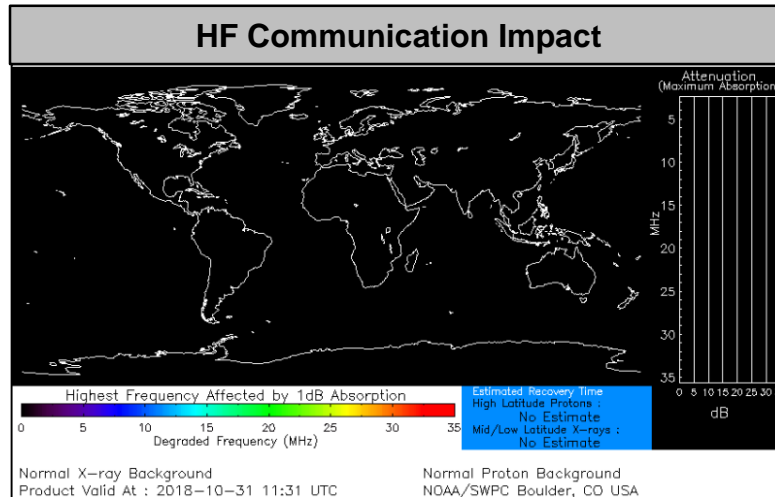 HF Communication Impact
Attenuation
(Maximum Absorption)
5
10
15
20
25
30
35
MHz
0 5 10 15 20 25 30
dB
Highest Frequency Affected by 1dB Absorption
0 5 10 15 20 25 30 35
Degraded Frequency (MHz)
Estimated Recovery Time
High Latitude Protons :
No Estimate
Mid/Low Latitude X-rays :
No Estimate
Normal X-ray Background
Product Valid At : 2018-10-31 11:31 UTC
Normal Proton Background
NOAA/SWPC Boulder, CO USA